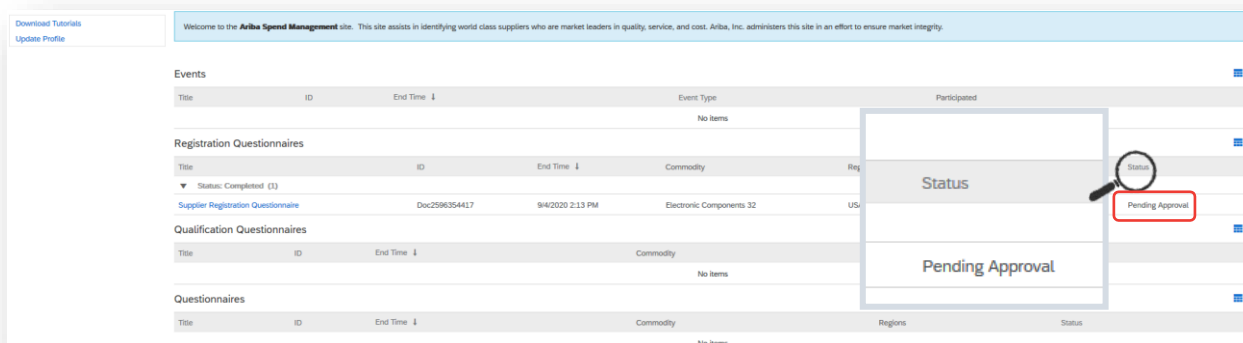 Download Tutorials
Update Profile
Welcome to the Ariba Spend Management site. This site assists in identifying world class suppliers who are market leaders in quality, service, and cost. Ariba, Inc. administers this site in an effort to ensure market integrity.
Events
Title ID End Time ↓ Event Type Participated
No items
Registration Questionnaires
Title ID End Time ↓ Commodity Reg Status
▼ Status: Completed (1)
Supplier Registration Questionnaire Doc2596354417 9/4/2020 2:13 PM Electronic Components 32 USA Pending Approval
Status
Pending Approval
Qualification Questionnaires
Title ID End Time ↓ Commodity
No items
Questionnaires
Title ID End Time ↓ Commodity Regions Status
No items